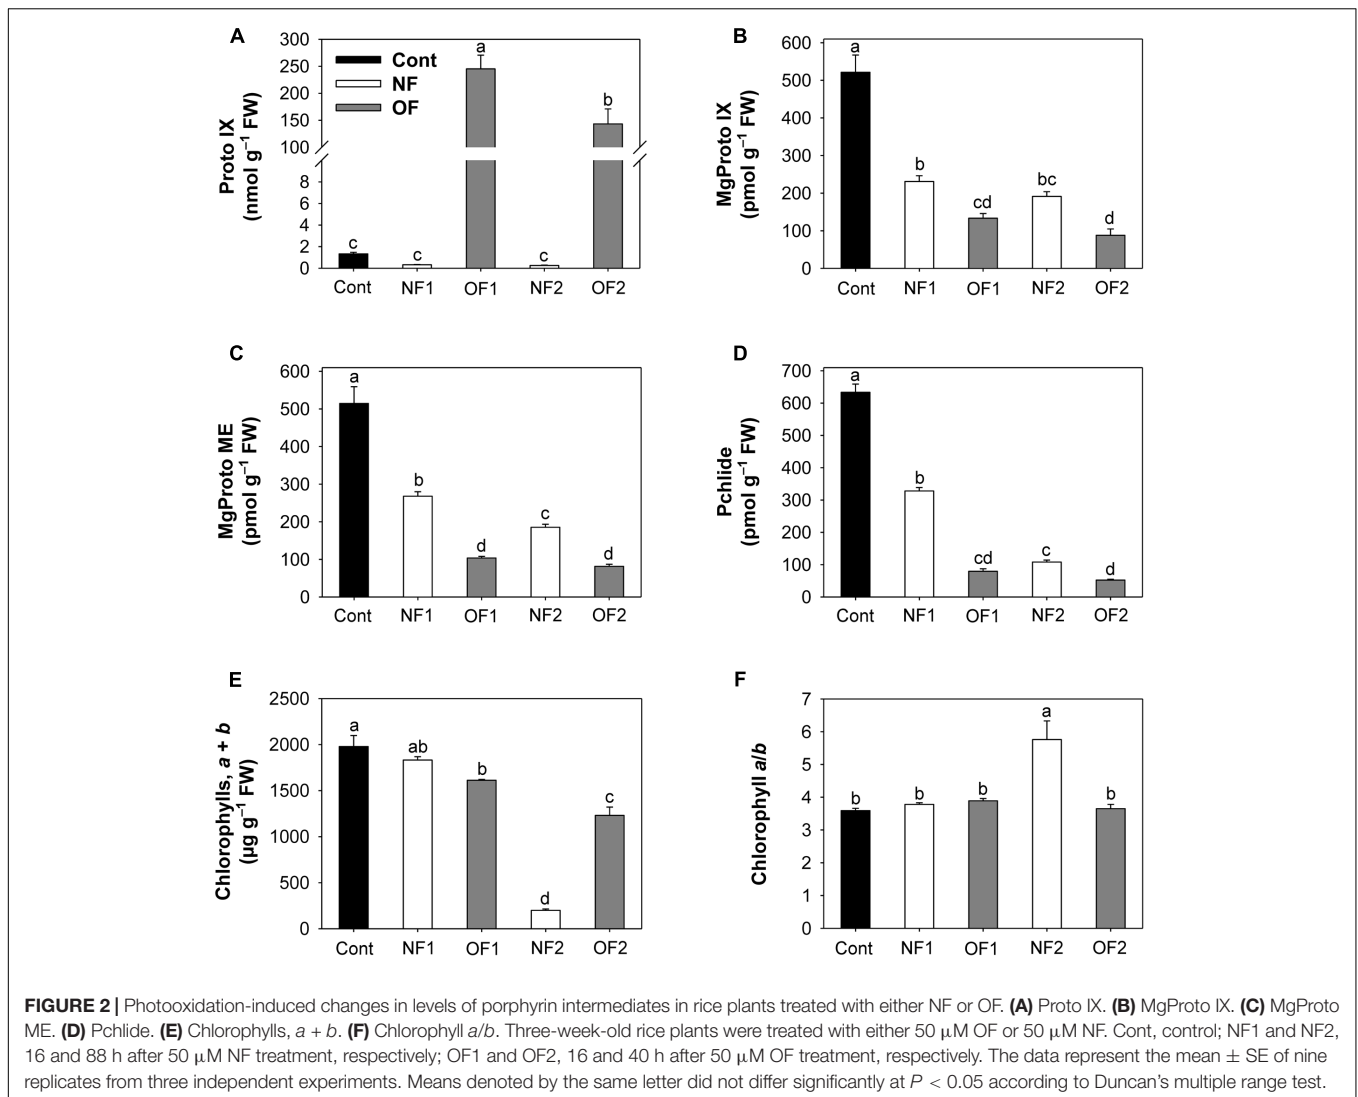 A
Proto IX
(nmol g⁻¹ FW)
300
250
200
150
100
8
6
4
2
0
Cont
NF
OF
c
c
a
c
b
Cont NF1 OF1 NF2 OF2
B
MgProto IX
(pmol g⁻¹ FW)
600
500
400
300
200
100
0
a
b
cd
bc
d
Cont NF1 OF1 NF2 OF2
C
MgProto ME
(pmol g⁻¹ FW)
600
500
400
300
200
100
0
a
b
d
c
d
Cont NF1 OF1 NF2 OF2
D
Pchlide
(pmol g⁻¹ FW)
700
600
500
400
300
200
100
0
a
b
cd
c
d
Cont NF1 OF1 NF2 OF2
E
Chlorophylls, a + b
(µg g⁻¹ FW)
2500
2000
1500
1000
500
0
a
ab
b
d
c
Cont NF1 OF1 NF2 OF2
F
Chlorophyll a/b
7
6
5
4
3
2
1
0
b
b
b
a
b
Cont NF1 OF1 NF2 OF2
FIGURE 2 | Photooxidation-induced changes in levels of porphyrin intermediates in rice plants treated with either NF or OF. (A) Proto IX. (B) MgProto IX. (C) MgProto
ME. (D) Pchlide. (E) Chlorophylls, a + b. (F) Chlorophyll a/b. Three-week-old rice plants were treated with either 50 µM OF or 50 µM NF. Cont, control; NF1 and NF2,
16 and 88 h after 50 µM NF treatment, respectively; OF1 and OF2, 16 and 40 h after 50 µM OF treatment, respectively. The data represent the mean ± SE of nine
replicates from three independent experiments. Means denoted by the same letter did not differ significantly at P < 0.05 according to Duncan's multiple range test.